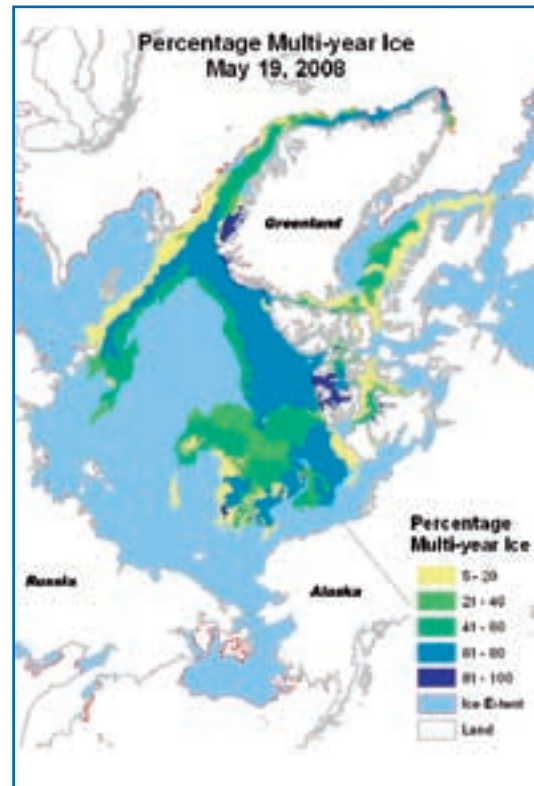 Percentage Multi-year Ice
May 19, 2008
Greenland
Percentage
Multi-year Ice
5 - 20
21 - 40
41 - 60
61 - 80
81 - 100
Ice Extent
Land
Russia
Alaska